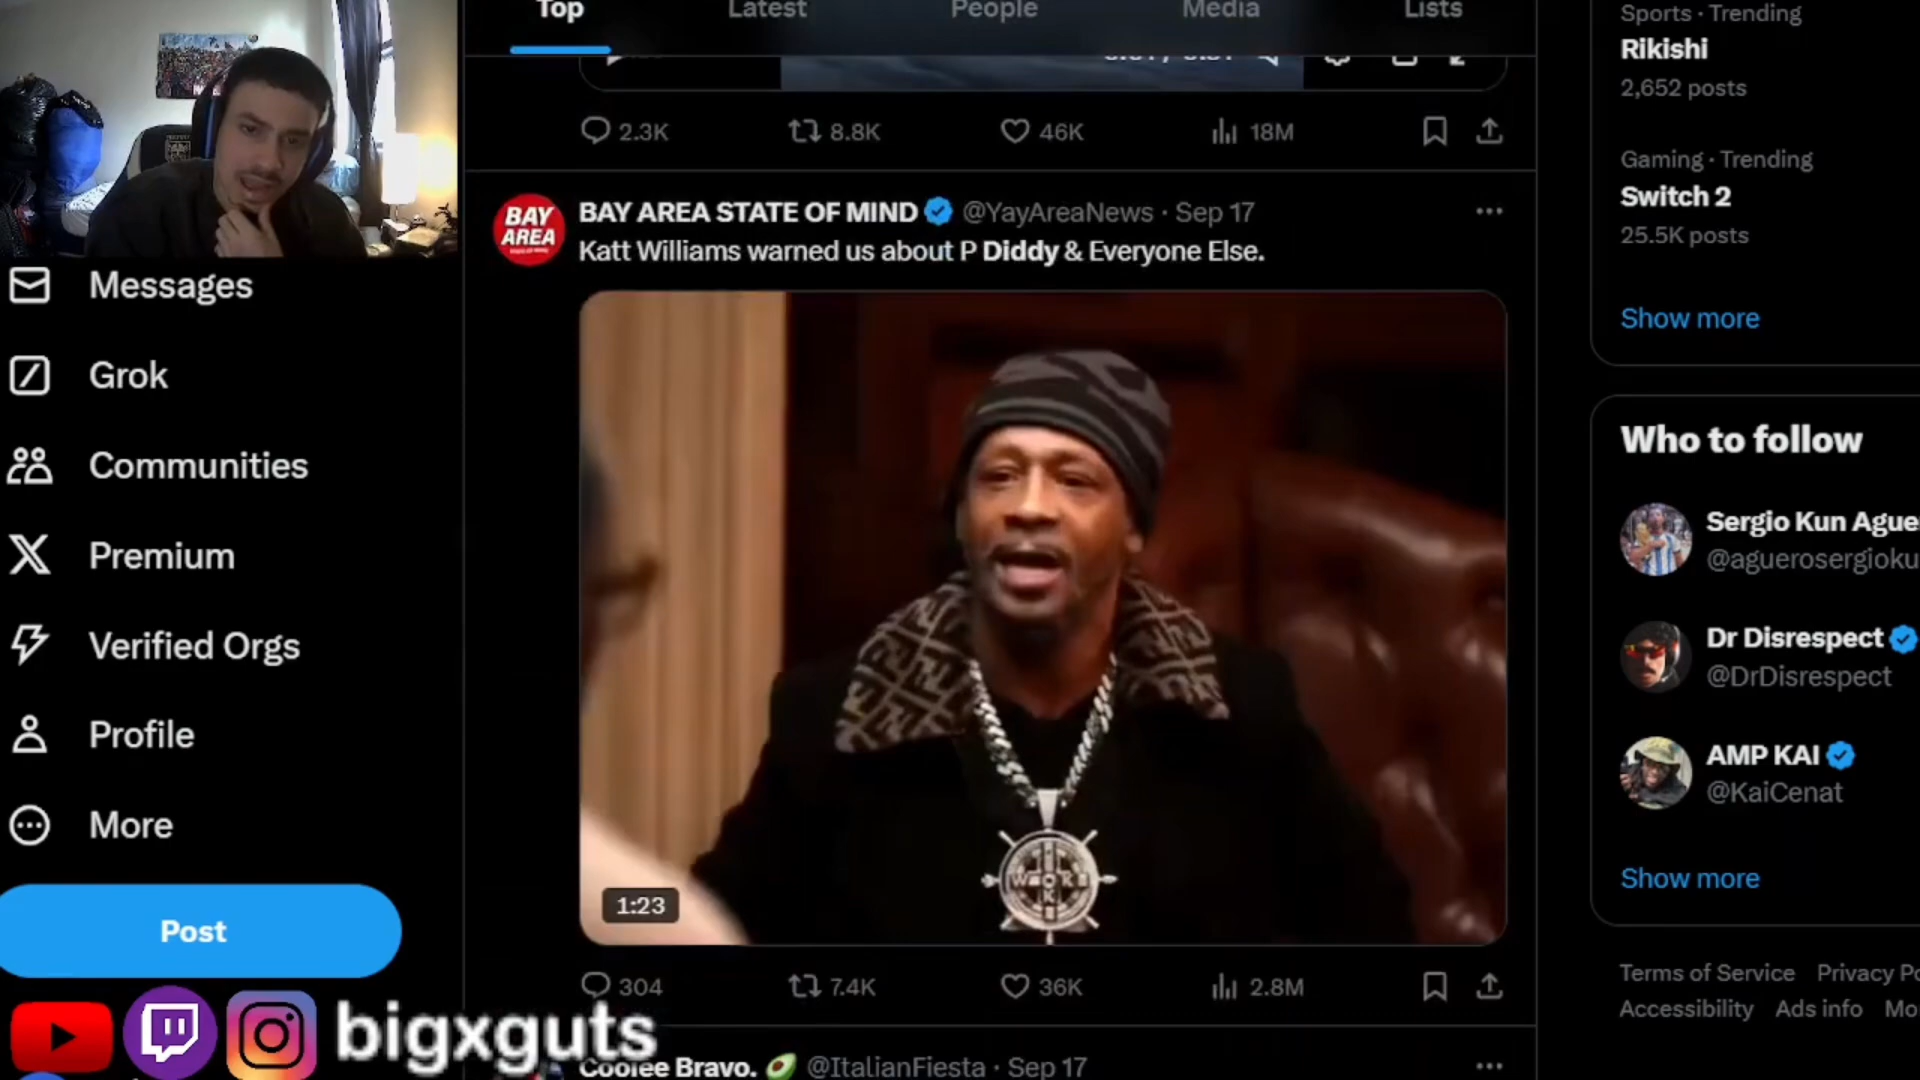 Top
Latest
People
Media
Lists
2.3K
8.8K
46K
18M
BAY AREA
BAY AREA STATE OF MIND @YayAreaNews · Sep 17
Katt Williams warned us about P Diddy & Everyone Else.
1:23
304
7.4K
36K
2.8M
Coolee Bravo. 🥑 @ItalianFiesta · Sep 17
Messages
Grok
Communities
Premium
Verified Orgs
Profile
More
Post
bigxguts
Sports · Trending
Rikishi
2,652 posts
Gaming · Trending
Switch 2
25.5K posts
Show more
Who to follow
Sergio Kun Ague
@aguerosergioku
Dr Disrespect
@DrDisrespect
AMP KAI
@KaiCenat
Show more
Terms of Service
Privacy Po
Accessibility
Ads info
Mo